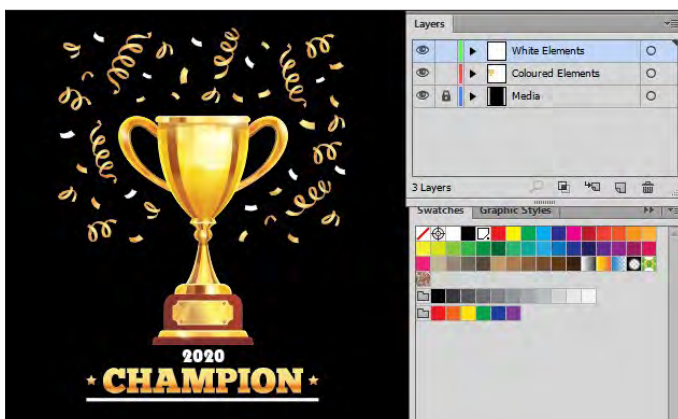 Layers
White Elements
Coloured Elements
Media
3 Layers
Swatches Graphic Styles
2020
CHAMPION